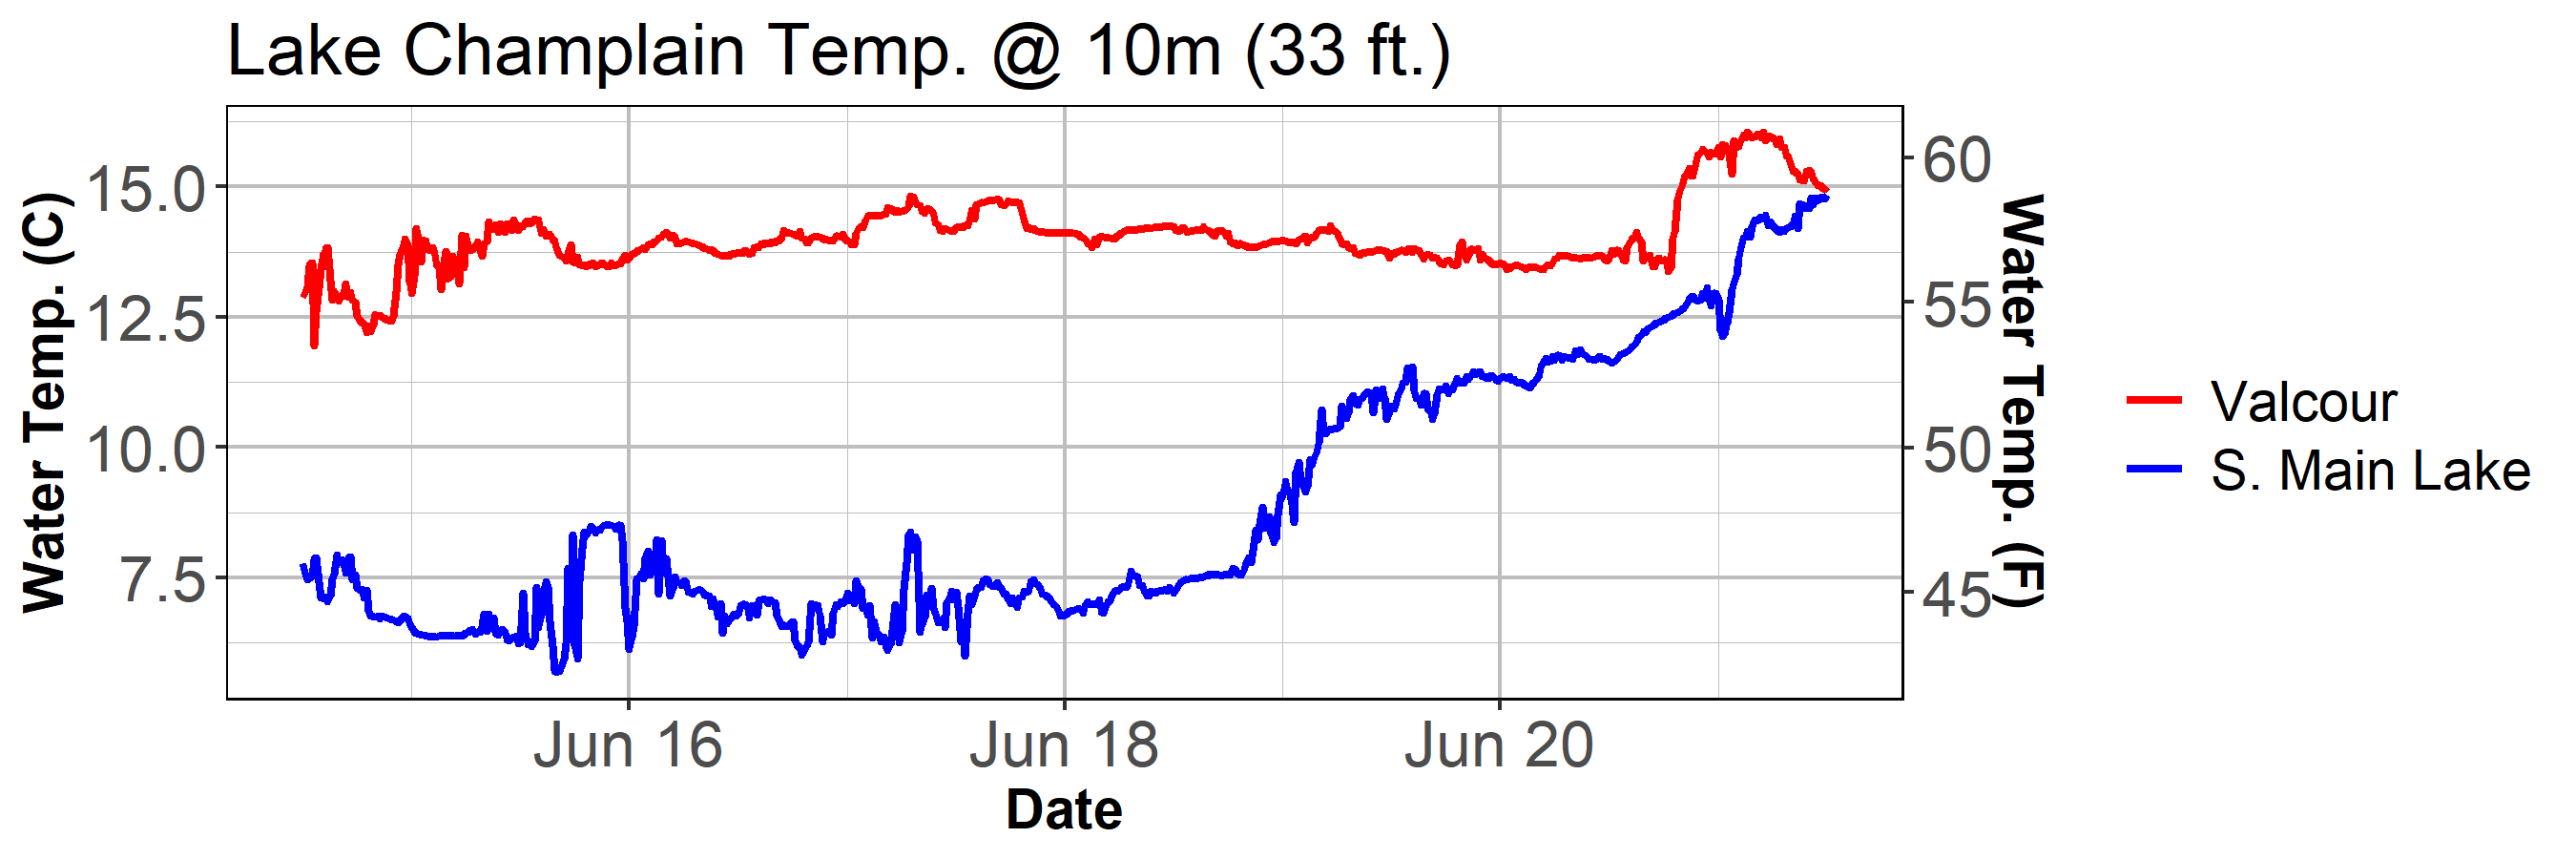 Lake Champlain Temp. @ 10m (33 ft.)
Water Temp. (C)
15.0
12.5
10.0
7.5
60
55
50
45
Water Temp. (F)
Jun 16
Jun 18
Jun 20
Date
Valcour
S. Main Lake